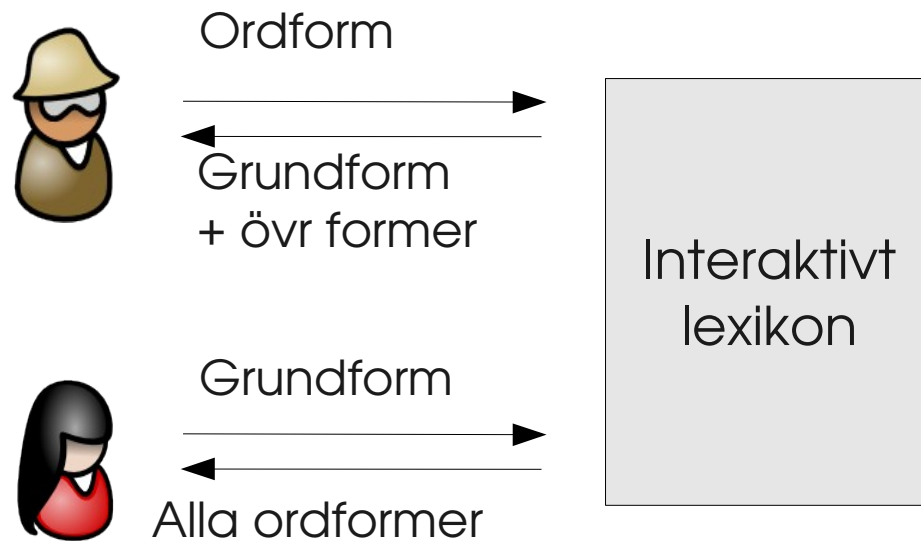 Ordform
Grundform
+ övr former
Interaktivt
lexikon
Grundform
Alla ordformer